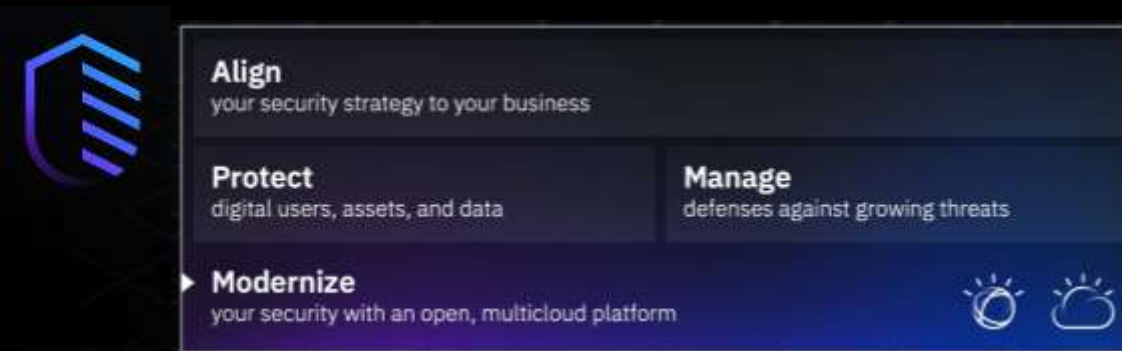 Align
your security strategy to your business
Protect
digital users, assets, and data
Manage
defenses against growing threats
Modernize
your security with an open, multicloud platform